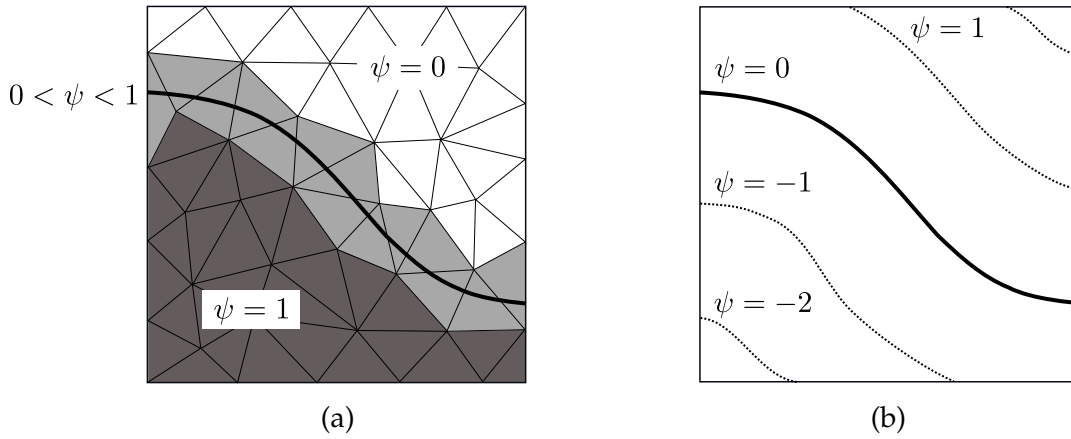 ψ = 0
0 < ψ < 1
ψ = 1
(a)
ψ = 1
ψ = 0
ψ = −1
ψ = −2
(b)